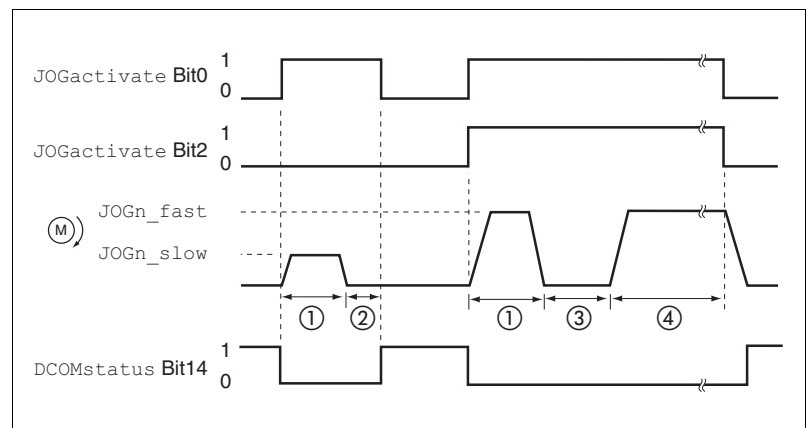 JOGactivate Bit0
1
0
JOGactivate Bit2
1
0
M
JOGn_fast
JOGn_slow
① ② ① ③ ④
DCOMstatus Bit14
1
0